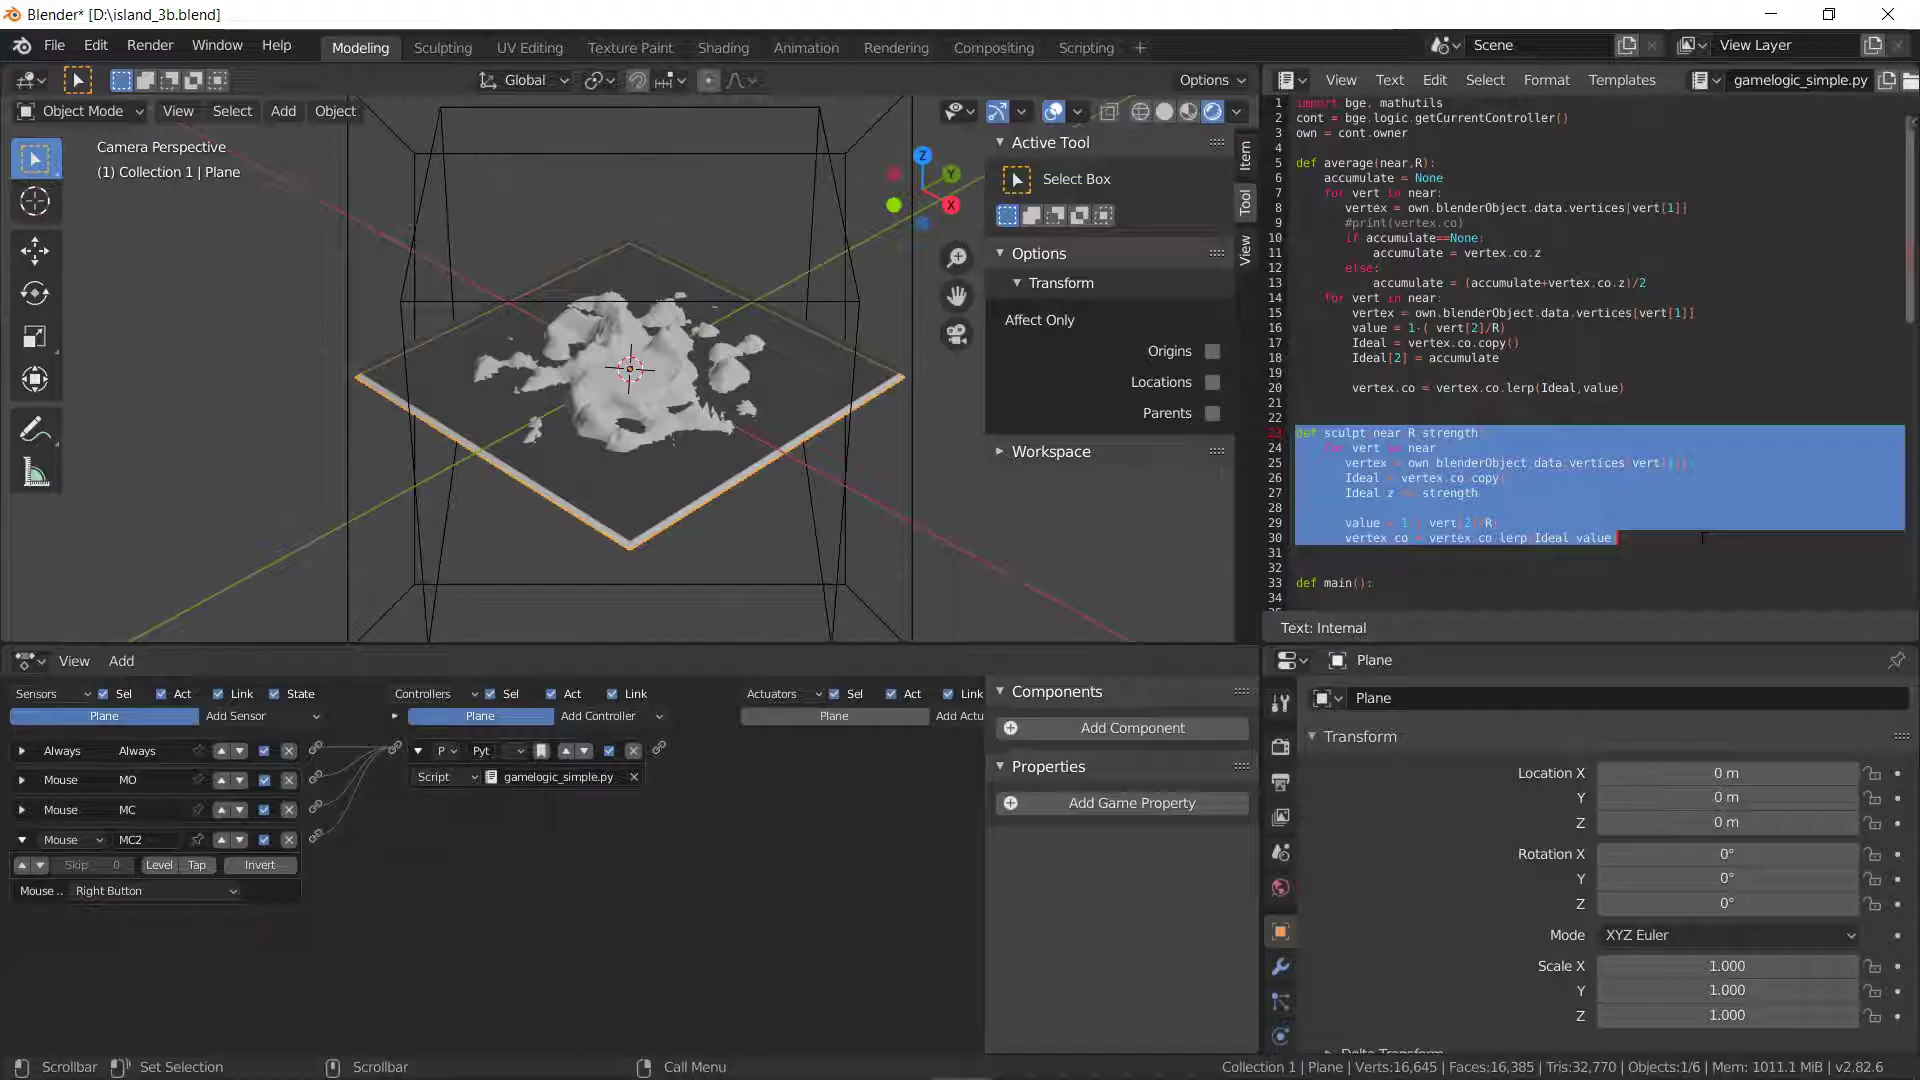 Blender* [D:\island_3b.blend]
File Edit Render Window Help
Modeling Sculpting UV Editing Texture Paint Shading Animation Rendering Compositing Scripting
Scene
View Layer
Global
Options
Object Mode View Select Add Object
Camera Perspective
(1) Collection 1 | Plane
Z
Y
X
Active Tool
Select Box
Options
Transform
Affect Only
Origins
Locations
Parents
Workspace
Item
Tool
View
View Text Edit Select Format Templates
gamelogic_simple.py
1 import bge, mathutils
2 cont = bge.logic.getCurrentController()
3 own = cont.owner
4
5 def average(near,R):
6 accumulate = None
7 for vert in near:
8 vertex = own.blenderObject.data.vertices[vert[1]]
9 #print(vertex.co)
10 if accumulate==None:
11 accumulate = vertex.co.z
12 else:
13 accumulate = (accumulate+vertex.co.z)/2
14 for vert in near:
15 vertex = own.blenderObject.data.vertices[vert[1]]
16 value = 1-( vert[2]/R)
17 Ideal = vertex.co.copy()
18 Ideal[2] = accumulate
19
20 vertex.co = vertex.co.lerp(Ideal,value)
21
22
23 def sculpt(near R strength
24 for vert in near
25 vertex = own blenderObject data vertices vert
26 Ideal = vertex co copy
27 Ideal z strength
28
29 value = 1 vert 2 R
30 vertex co = vertex co lerp Ideal value
31
32
33 def main():
34
35
Text: Internal
View Add
Sensors Sel Act Link State
Controllers Sel Act Link
Actuators Sel Act Link
Plane Add Sensor
Plane Add Controller
Plane Add Actu
Always Always
Mouse MO
Mouse MC
Mouse MC2
Skip 0 Level Tap Invert
Mouse .. Right Button
P Pyt
Script gamelogic_simple.py
Components
Add Component
Properties
Add Game Property
Plane
Plane
Transform
Location X 0 m
Y 0 m
Z 0 m
Rotation X 0°
Y 0°
Z 0°
Mode XYZ Euler
Scale X 1.000
Y 1.000
Z 1.000
Delta Transform
Scrollbar Set Selection Scrollbar Call Menu
Collection 1 | Plane | Verts:16,645 | Faces:16,385 | Tris:32,770 | Objects:1/6 | Mem: 1011.1 MiB | v2.82.6